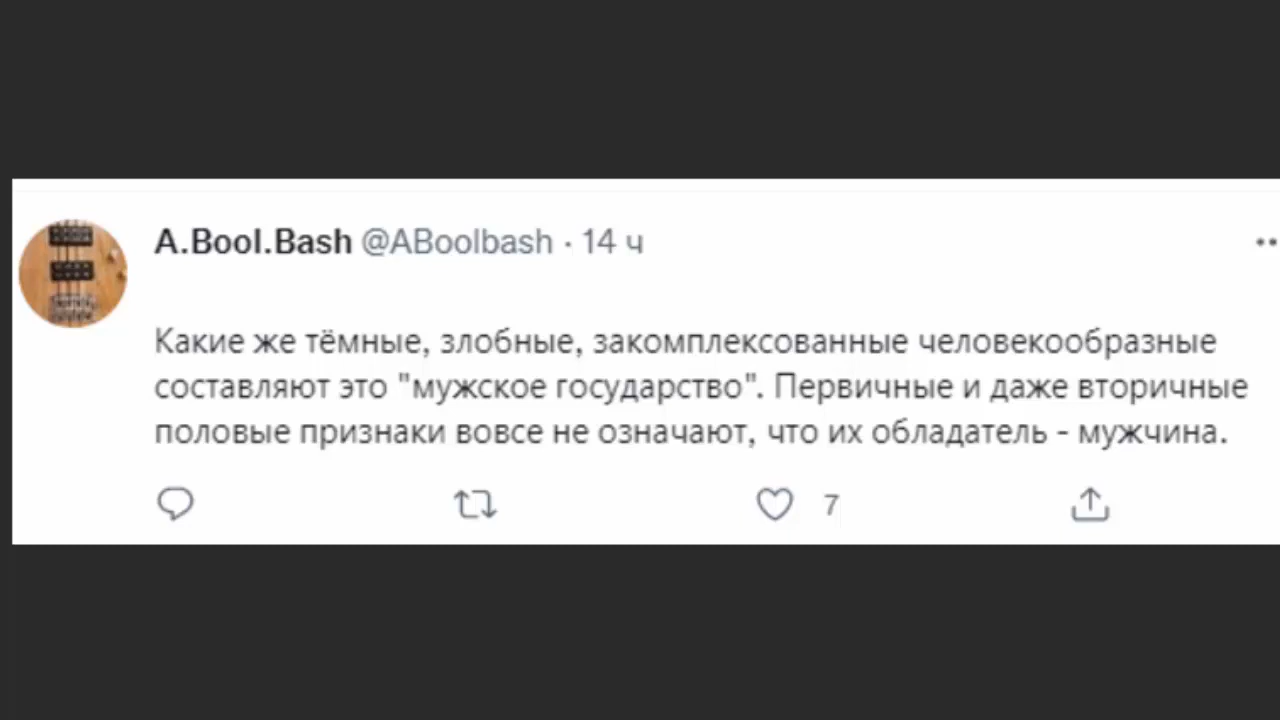 A.Bool.Bash @ABoolbash · 14 ч
Какие же тёмные, злобные, закомплексованные человекообразные
составляют это "мужское государство". Первичные и даже вторичные
половые признаки вовсе не означают, что их обладатель - мужчина.
7